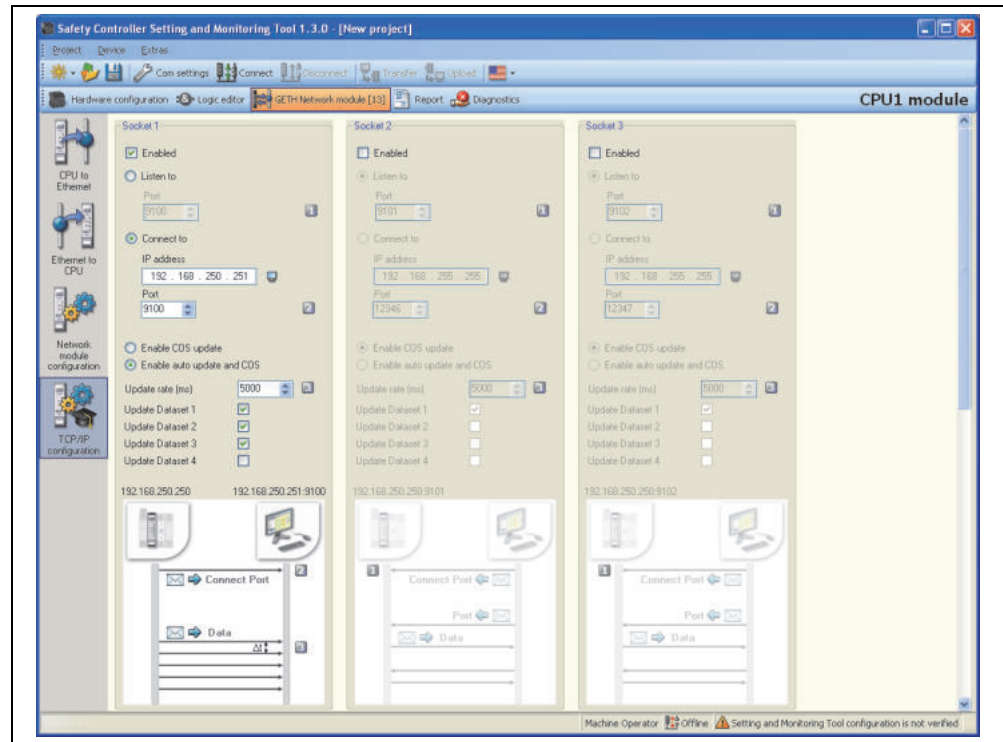 Safety Controller Setting and Monitoring Tool 1.3.0 - [New project]
Project Device Extras
Com settings Connect Disconnect Transfer Upload
Hardware configuration Logic editor GETH Network module [13] Report Diagnostics CPU1 module
CPU to Ethernet
Ethernet to CPU
Network module configuration
TCP/IP configuration
Socket 1
Enabled
Listen to
Port
9100
1
Connect to
IP address
192 . 168 . 250 . 251
Port
9100
2
Enable COS update
Enable auto update and COS
Update rate (ms) 5000
Update Dataset 1
Update Dataset 2
Update Dataset 3
Update Dataset 4
192.168.250.250 192.168.250.251:9100
Connect Port
2
Data
Δt
Socket 2
Enabled
Listen to
Port
9101
1
Connect to
IP address
192 . 168 . 255 . 255
Port
12346
2
Enable COS update
Enable auto update and COS
Update rate (ms) 5000
Update Dataset 1
Update Dataset 2
Update Dataset 3
Update Dataset 4
192.168.250.250:9101
1
Connect Port
Port
Data
Socket 3
Enabled
Listen to
Port
9102
1
Connect to
IP address
192 . 168 . 255 . 255
Port
12347
2
Enable COS update
Enable auto update and COS
Update rate (ms) 5000
Update Dataset 1
Update Dataset 2
Update Dataset 3
Update Dataset 4
192.168.250.250:9102
1
Connect Port
Port
Data
Machine Operator Offline Setting and Monitoring Tool configuration is not verified